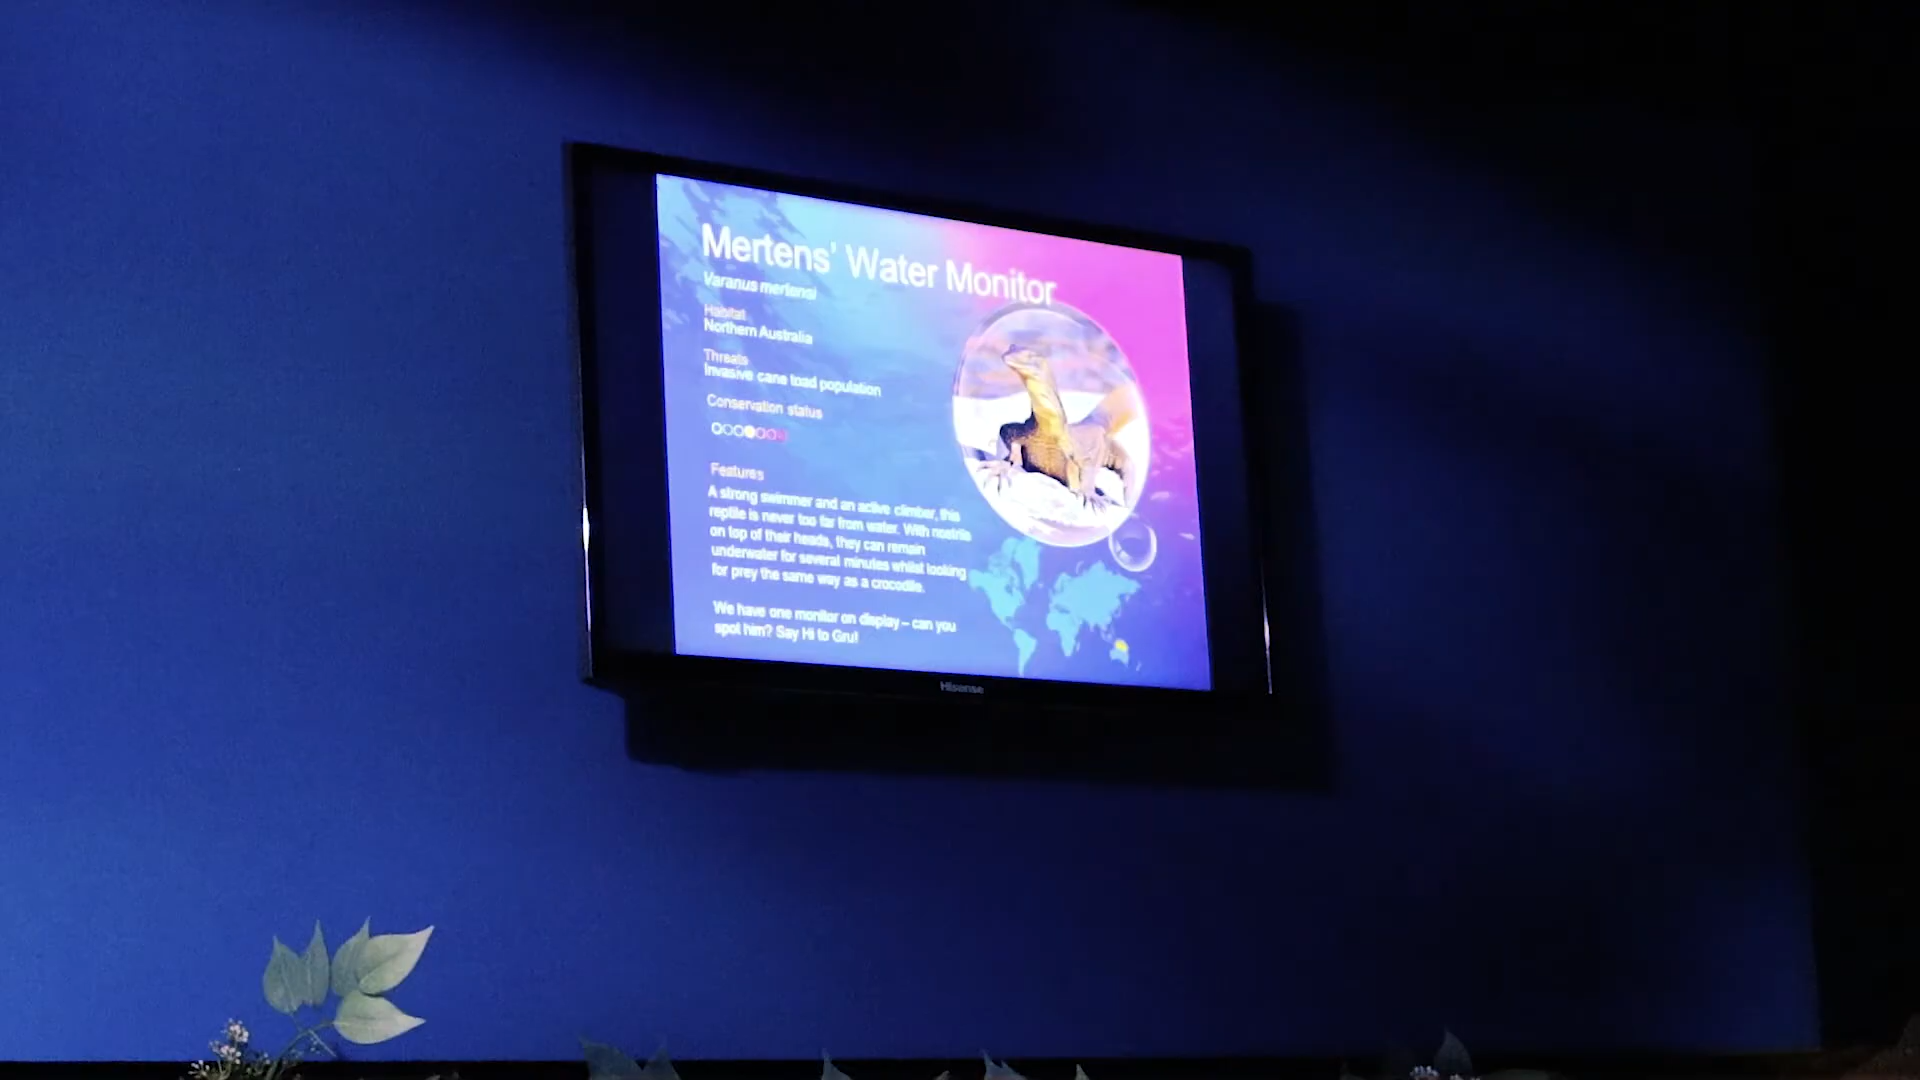 Mertens' Water Monitor
Varanus mertensi
Habitat
Northern Australia
Threats
Invasive cane toad population
Conservation status
Features
A strong swimmer and an active climber, this
reptile is never too far from water. With nostrils
on top of their heads, they can remain
underwater for several minutes whilst looking
for prey the same way as a crocodile.
We have one monitor on display – can you
spot him? Say Hi to Gru!
Hisense